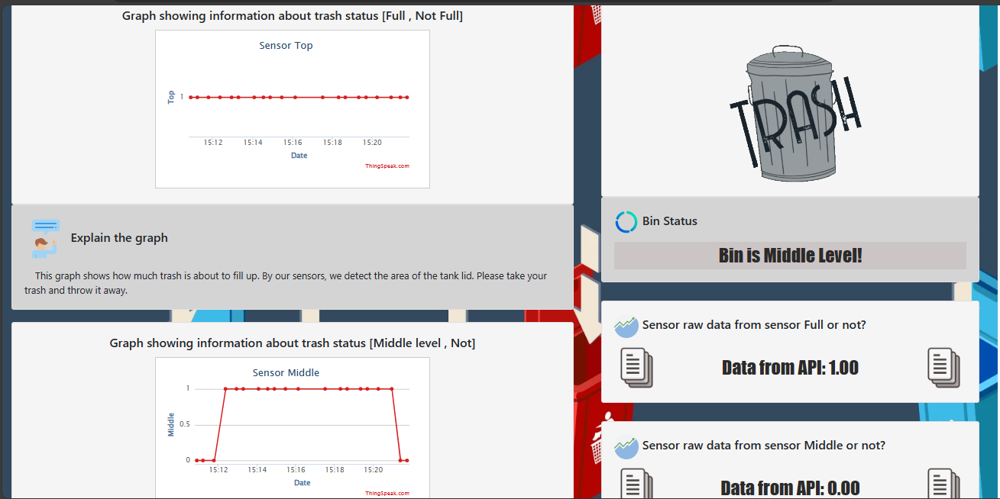 Graph showing information about trash status [Full , Not Full]
Sensor Top
Top
1
15:12 15:14 15:16 15:18 15:20
Date
ThingSpeak.com
Explain the graph
This graph shows how much trash is about to fill up. By our sensors, we detect the area of the tank lid. Please take your
trash and throw it away.
Graph showing information about trash status [Middle level , Not]
Sensor Middle
Middle
1
0.5
0
15:12 15:14 15:16 15:18 15:20
Date
ThingSpeak.com
TRASH
Bin Status
Bin is Middle Level!
Sensor raw data from sensor Full or not?
Data from API: 1.00
Sensor raw data from sensor Middle or not?
Data from API: 0.00